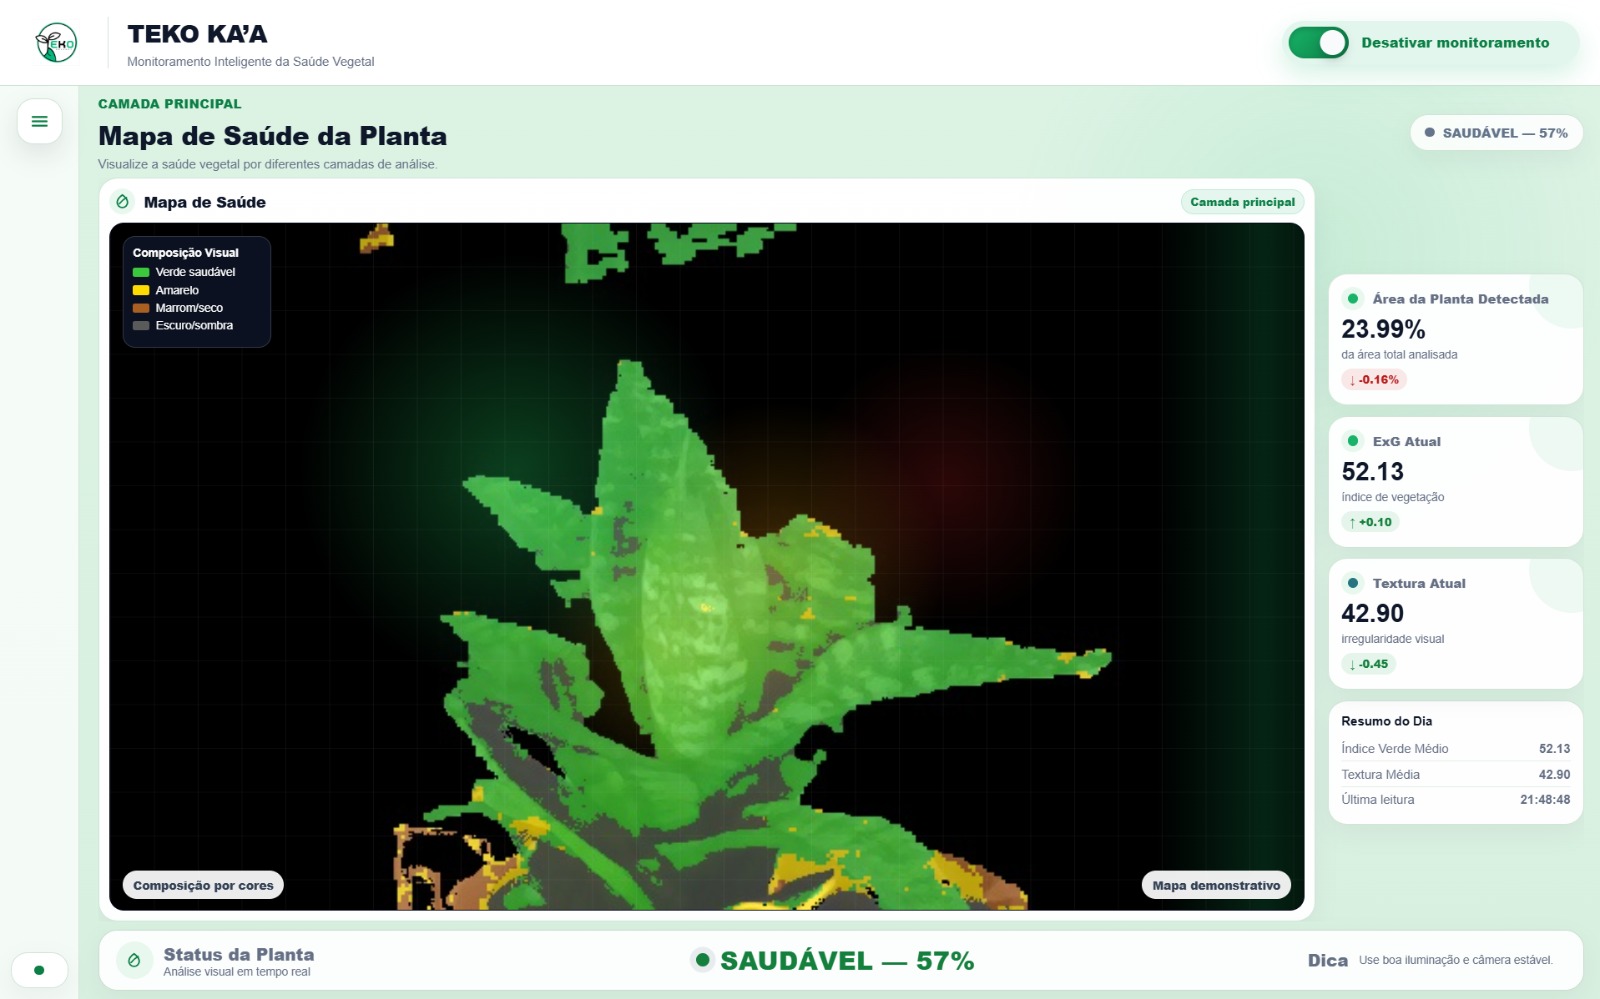 TEKO
TEKO KA’A
Monitoramento Inteligente da Saúde Vegetal
Desativar monitoramento
CAMADA PRINCIPAL
Mapa de Saúde da Planta
Visualize a saúde vegetal por diferentes camadas de análise.
SAUDÁVEL — 57%
Mapa de Saúde
Camada principal
Composição Visual
Verde saudável
Amarelo
Marrom/seco
Escuro/sombra
Composição por cores
Mapa demonstrativo
Área da Planta Detectada
23.99%
da área total analisada
↓ -0.16%
ExG Atual
52.13
índice de vegetação
↑ +0.10
Textura Atual
42.90
irregularidade visual
↓ -0.45
Resumo do Dia
Índice Verde Médio 52.13
Textura Média 42.90
Última leitura 21:48:48
Status da Planta
Análise visual em tempo real
SAUDÁVEL — 57%
Dica Use boa iluminação e câmera estável.